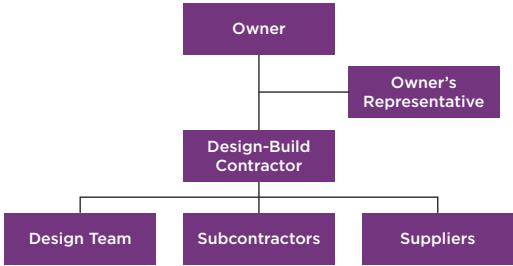 Owner
Owner's
Representative
Design-Build
Contractor
Design Team
Subcontractors
Suppliers